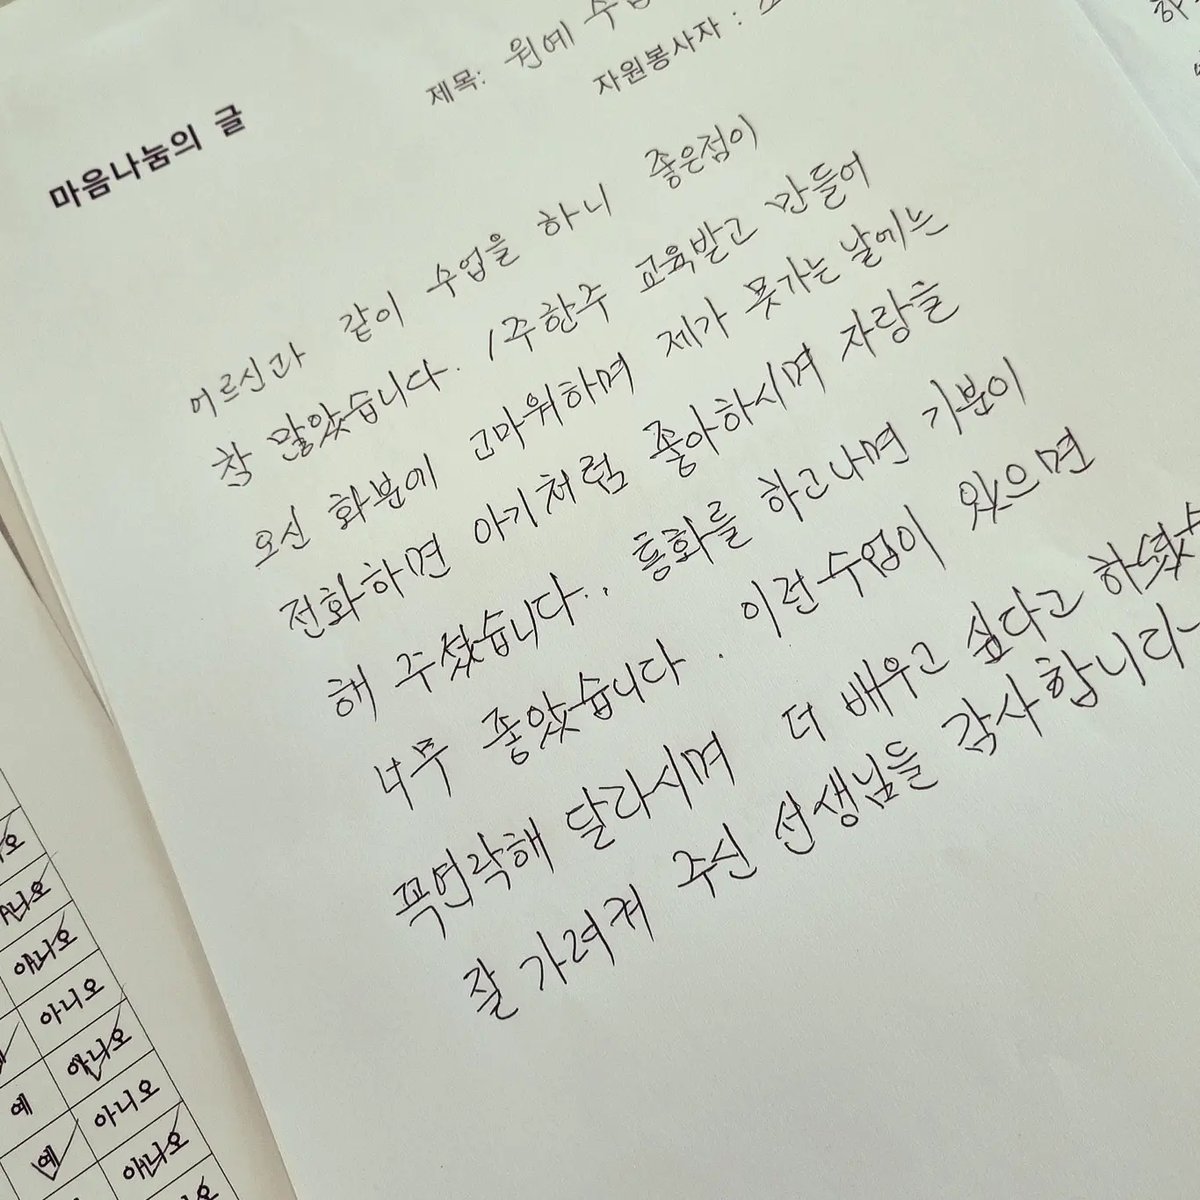 마음나눔의 글
제목: 원예 수업
자원봉사자 :
어르신과 같이 수업을 하니 좋은점이
참 많았습니다. 1주한주 교육받고 만들어
오신 화분에 고마워하며 제가 못가는 날에는
전화하면 아기처럼 좋아하시며 자랑을
해 주셨습니다.. 통화를 하고나면 기분이
너무 좋았습니다. 이런수업이 있으면
꼭연락해 달라시며 더 배우고 싶다고 하셨습
잘 가려켜 주신 선생님들 감사합니다~
아니오
아니오
아니오
예 아니오
아니오
예 아니오